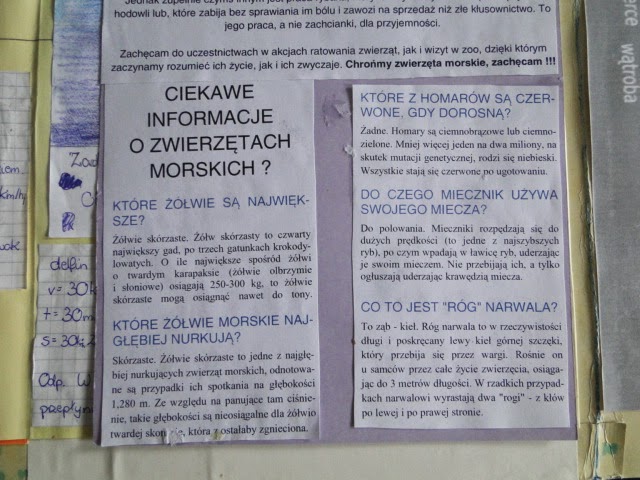 hodowli lub, które zabija bez sprawiania im bólu i zawozi na sprzedaż niż złe kłusownictwo. To
jego praca, a nie zachcianki, dla przyjemności.
Zachęcam do uczestnictwach w akcjach ratowania zwierząt, jak i wizyt w zoo, dzięki którym
zaczynamy rozumieć ich życie, jak i ich zwyczaje. Chrońmy zwierzęta morskie, zachęcam !!!
CIEKAWE
INFORMACJE
O ZWIERZĘTACH
MORSKICH ?
KTÓRE ŻÓŁWIE SĄ NAJWIĘK-
SZE?
Żółwie skórzaste. Żółw skórzasty to czwarty
największy gad, po trzech gatunkach krokody-
lowatych. O ile największe spośród żółwi
o twardym karapaksie (żółwie olbrzymie
i słoniowe) osiągają 250-300 kg, to żółwie
skórzaste mogą osiągnąć nawet do tony.
KTÓRE ŻÓŁWIE MORSKIE NAJ-
GŁĘBIEJ NURKUJĄ?
Skórzaste. Żółwie skórzaste to jedne z najgłę-
biej nurkujących zwierząt morskich, odnotowa-
ne są przypadki ich spotkania na głębokości
1,280 m. Ze względu na panujące tam ciśnie-
nie, takie głębokości są nieosiągalne dla żółwio
twardej która z ostałaby zgnieciona.
KTÓRE Z HOMARÓW SĄ CZER-
WONE, GDY DOROSNĄ?
Żadne. Homary są ciemnobrązowe lub ciemno-
zielone. Mniej więcej jeden na dwa miliony, na
skutek mutacji genetycznej, rodzi się niebieski.
Wszystkie stają się czerwone po ugotowaniu.
DO CZEGO MIECZNIK UŻYWA
SWOJEGO MIECZA?
Do polowania. Mieczniki rozpędzają się do
dużych prędkości (to jedne z najszybszych
ryb), po czym wpadają w ławicę ryb, uderzając
je swoim mieczem. Nie przebijają ich, a tylko
ogłuszają uderzając krawędzią miecza.
CO TO JEST "RÓG" NARWALA?
To ząb - kieł. Róg narwala to w rzeczywistości
długi i poskręcany lewy kieł górnej szczęki,
który przebija się przez wargi. Rośnie on
u samców przez całe życie zwierzęcia, osiąga-
jąc do 3 metrów długości. W rzadkich przypad-
kach narwalowi wyrastają dwa "rogi" - z kłów
po lewej i po prawej stronie.
delfin
v = 30k
t = 30m
s = 30k
Odp. W
przepłyn
wątroba